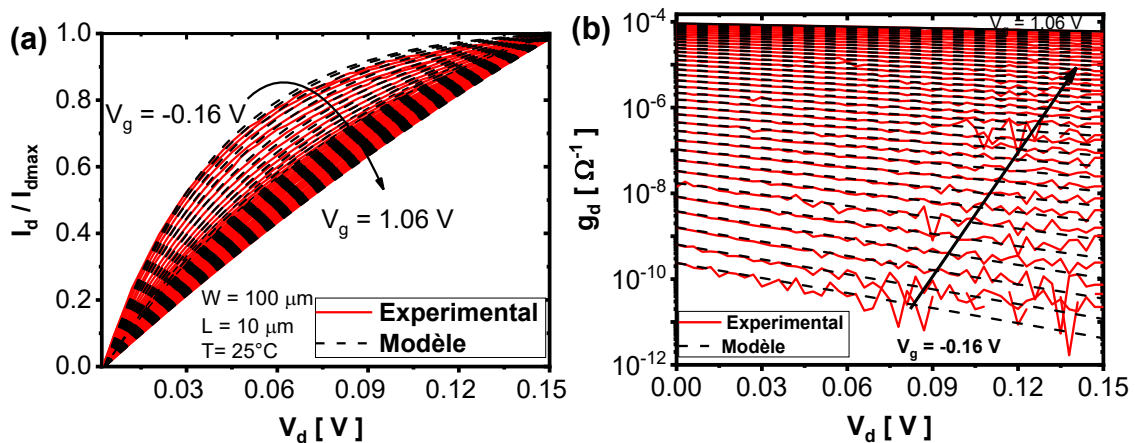 (a)
1.0
0.8
0.6
0.4
0.2
0.0
I_d / I_dmax
V_g = -0.16 V
V_g = 1.06 V
W = 100 μm
L = 10 μm
T= 25°C
Experimental
Modèle
0.03 0.06 0.09 0.12 0.15
V_d [ V]
(b)
10^-4
10^-6
10^-8
10^-10
10^-12
g_d [ Ω^-1]
1.06 V
Experimental
Modèle
V_g = -0.16 V
0.00 0.03 0.06 0.09 0.12 0.15
V_d [ V]